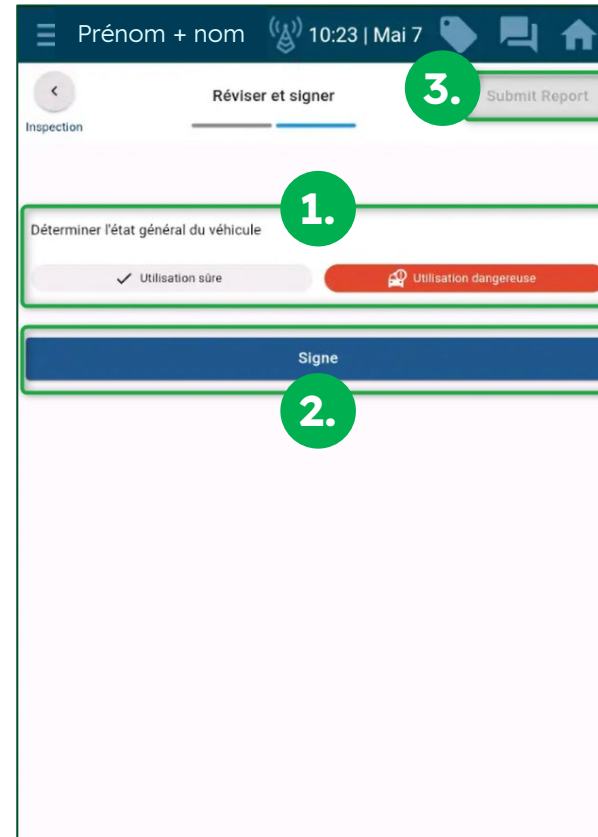 Prénom + nom 10:23 | Mai 7
Réviser et signer
3.
Submit Report
Inspection
1.
Déterminer l'état général du véhicule
Utilisation sûre
Utilisation dangereuse
Signe
2.